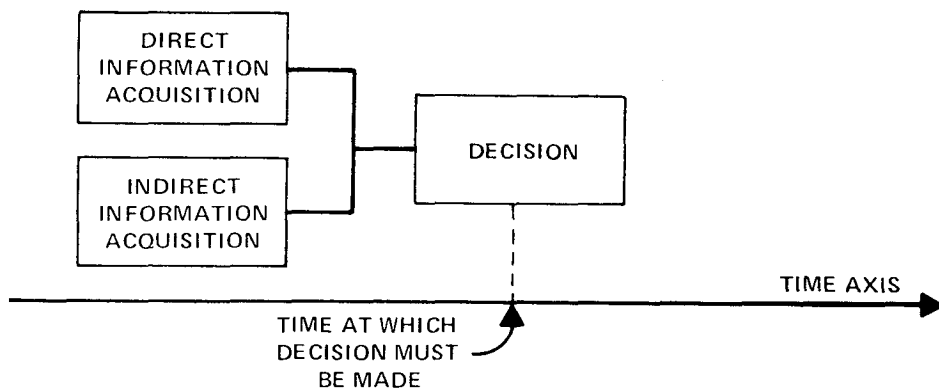 DIRECT
INFORMATION
ACQUISITION
DECISION
INDIRECT
INFORMATION
ACQUISITION
TIME AXIS
TIME AT WHICH
DECISION MUST
BE MADE